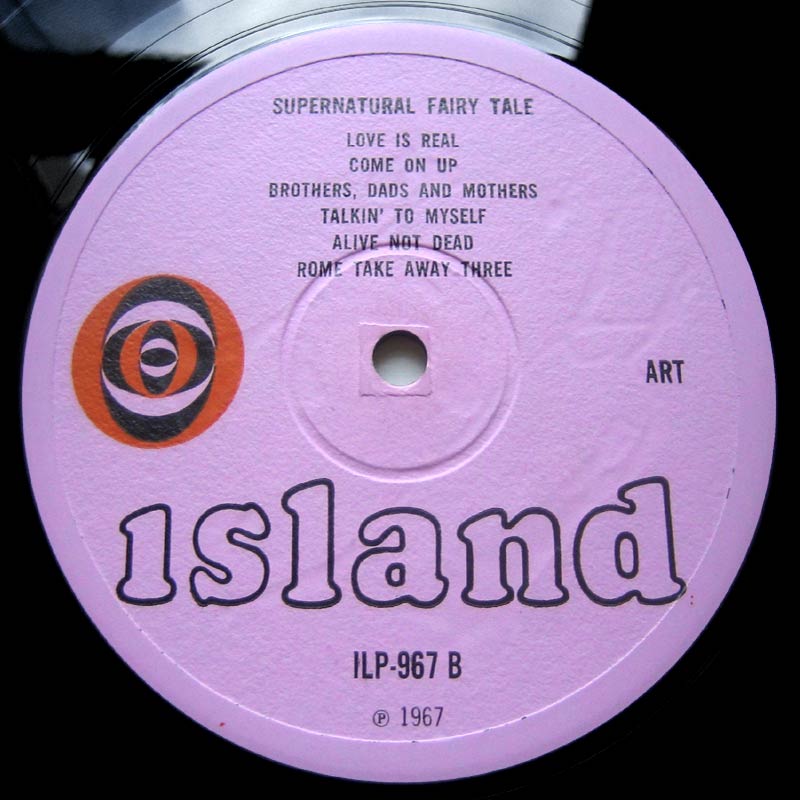 SUPERNATURAL FAIRY TALE
LOVE IS REAL
COME ON UP
BROTHERS, DADS AND MOTHERS
TALKIN' TO MYSELF
ALIVE NOT DEAD
ROME TAKE AWAY THREE
ART
island
ILP-967 B
℗ 1967